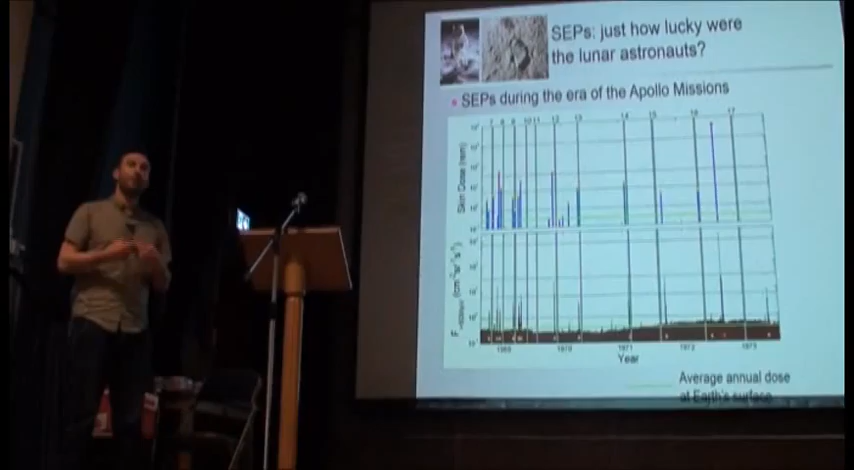 SEPs: just how lucky were
the lunar astronauts?
SEPs during the era of the Apollo Missions
7 8 9 10 11 12 13 14 15 16 17
Skin Dose (rem)
1969 1970 1971 1972 1973
Year
Average annual dose
at Earth's surface